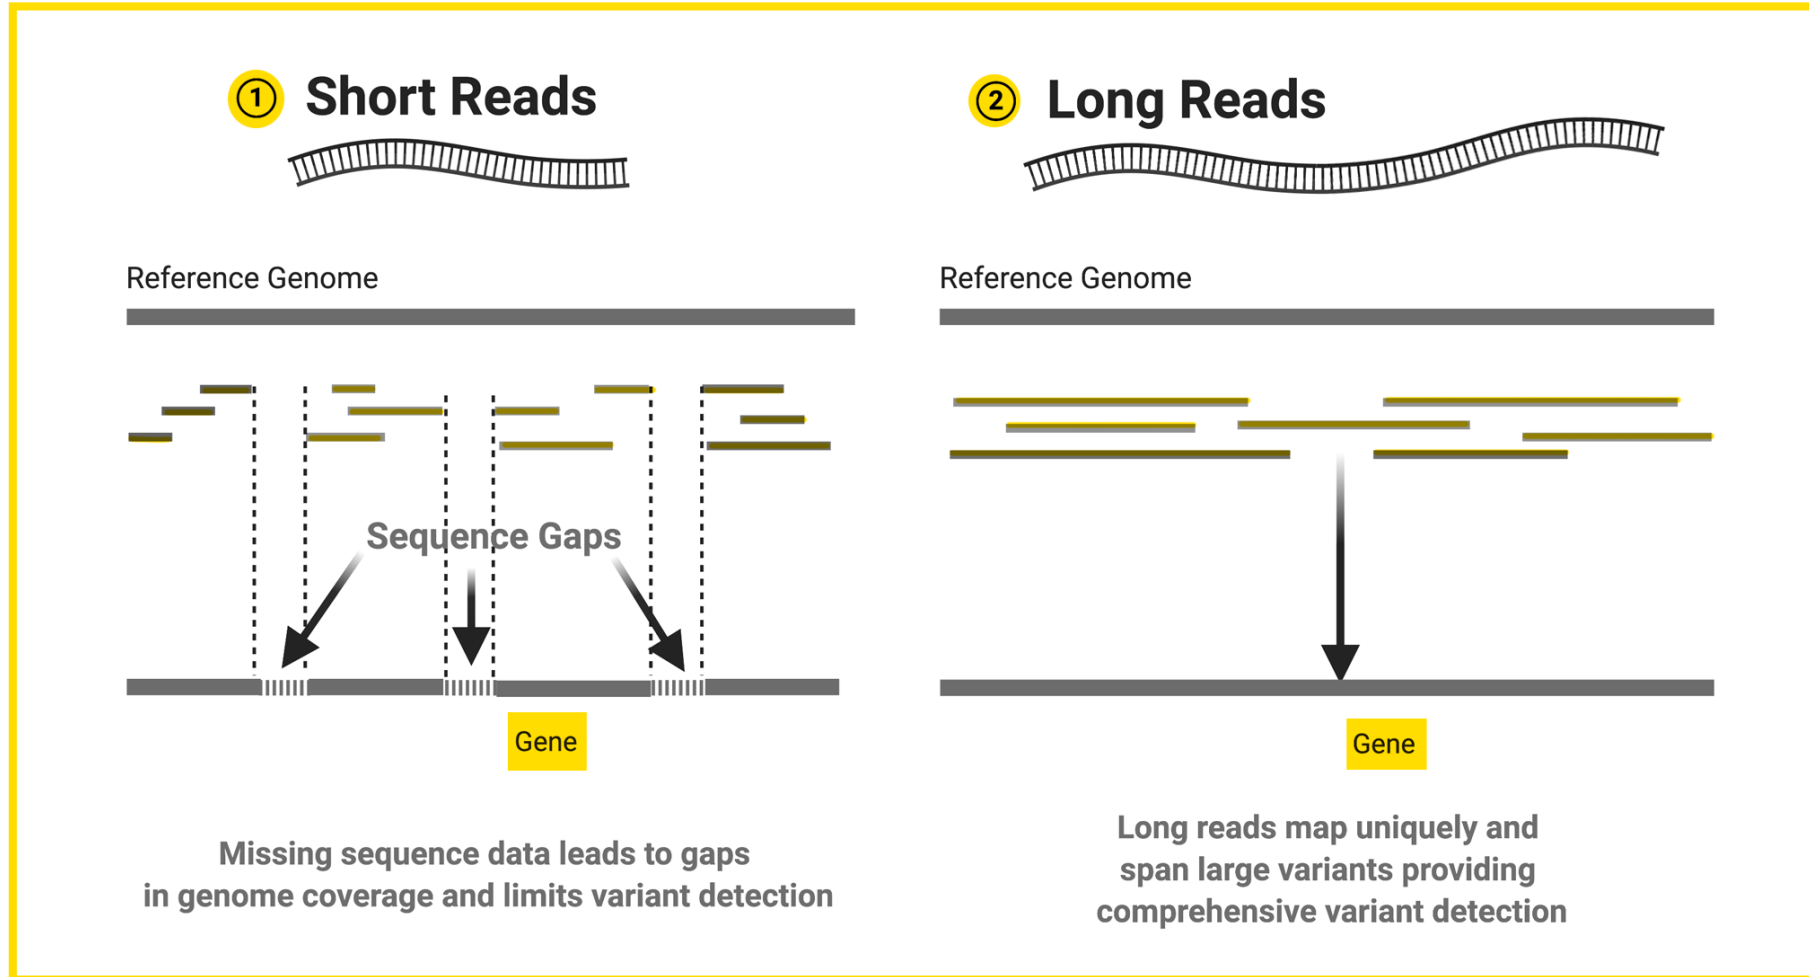 1 Short Reads
Reference Genome
Sequence Gaps
Gene
Missing sequence data leads to gaps
in genome coverage and limits variant detection
2 Long Reads
Reference Genome
Gene
Long reads map uniquely and
span large variants providing
comprehensive variant detection